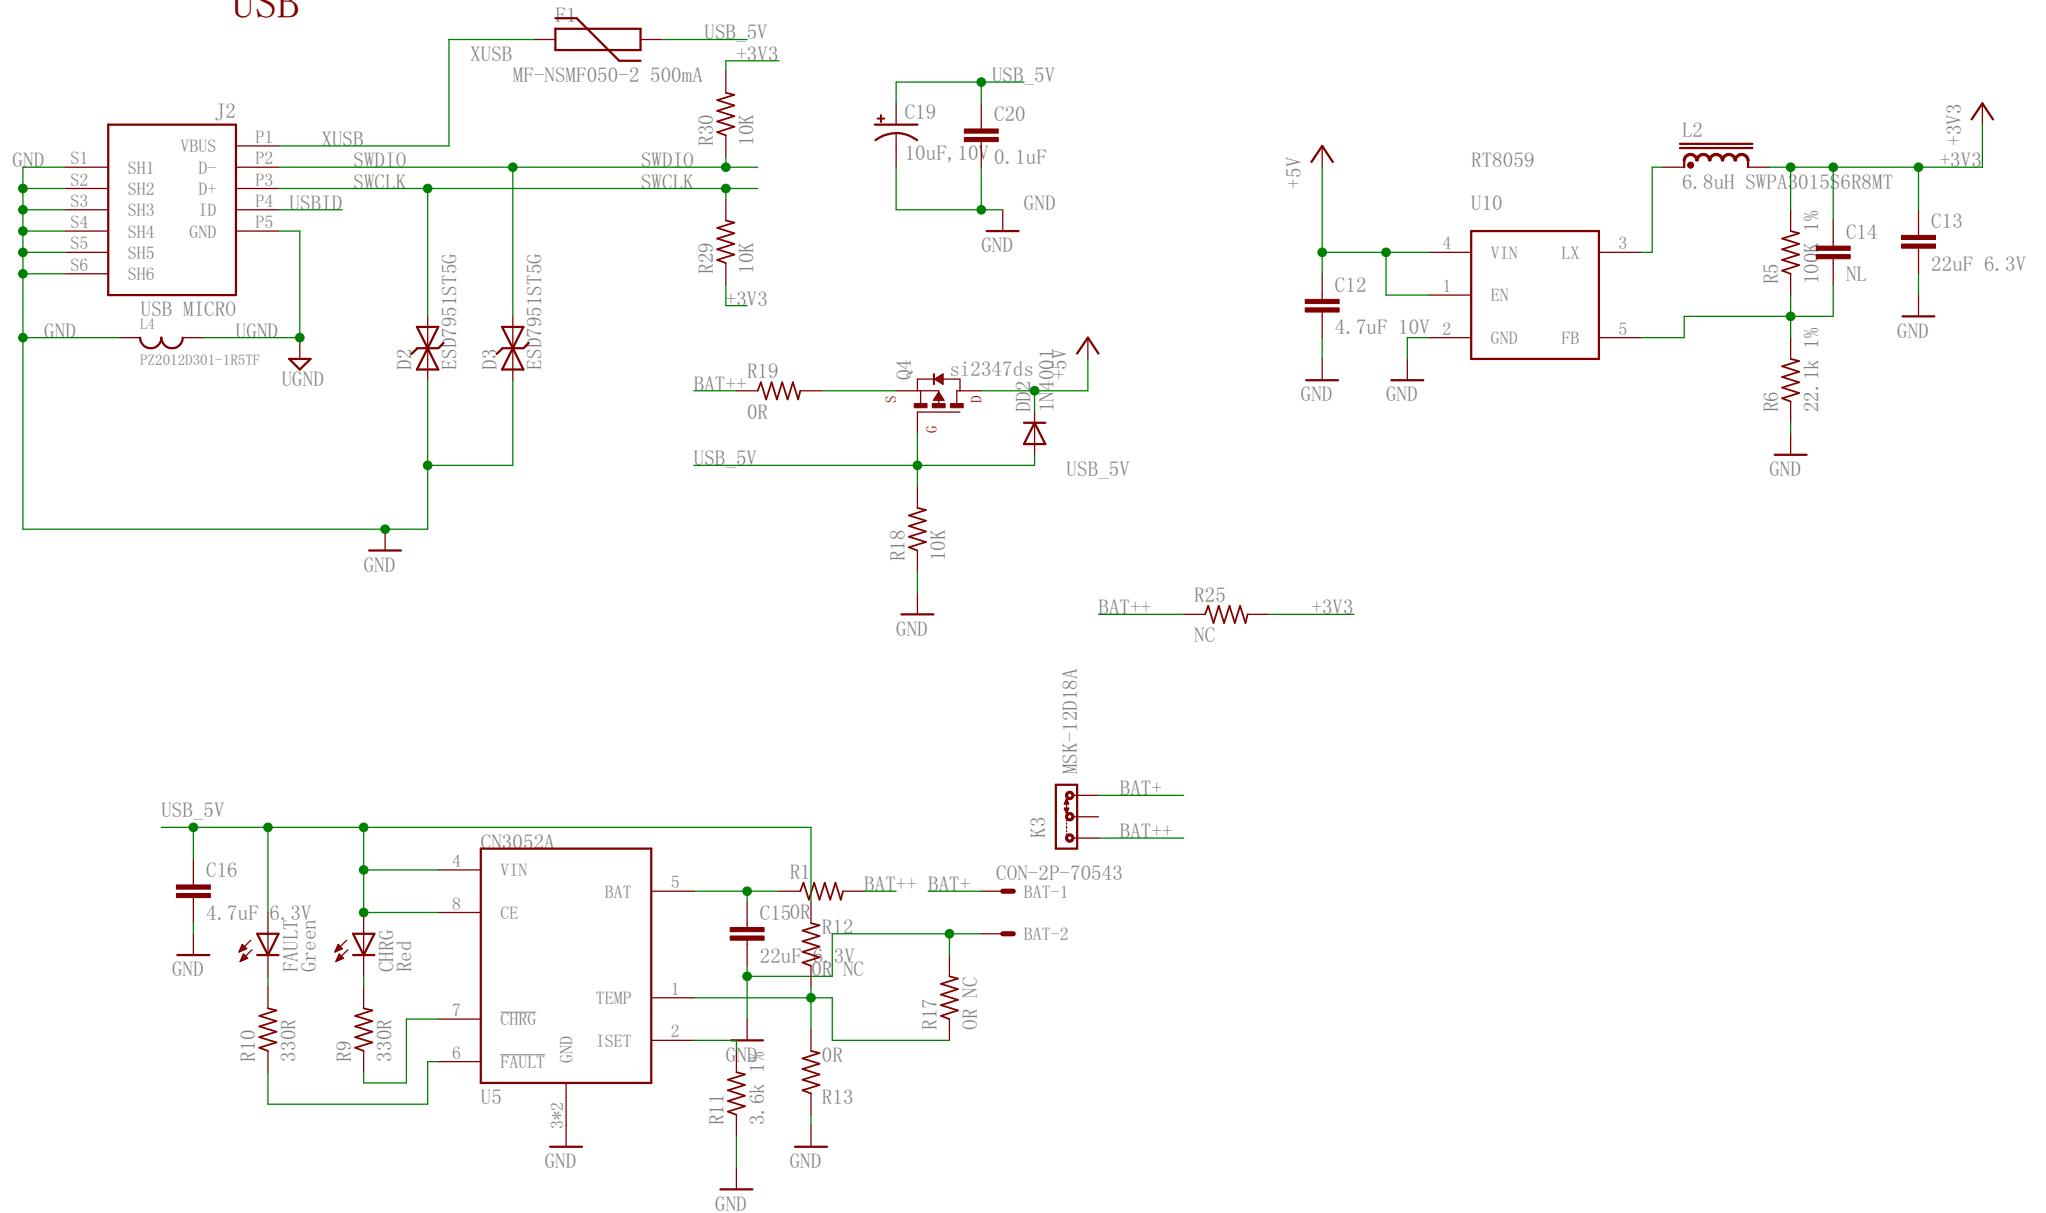 USB
F1
XUSB
USB_5V
+3V3
MF-NSMF050-2 500mA
J2
VBUS
P1
XUSB
GND
S1
SH1
D-
P2
SWDIO
SWDIO
S2
SH2
D+
P3
SWCLK
SWCLK
S3
SH3
ID
P4
USBID
S4
SH4
GND
P5
S5
SH5
S6
SH6
USB MICRO
GND
L4
UGND
PZ2012D301-1R5TF
UGND
R30
10K
R29
10K
+3V3
D2
ESD7951ST5G
D3
ESD7951ST5G
GND
USB_5V
C19
10uF,10V
C20
0.1uF
GND
GND
BAT++
R19
0R
Q4
si2347ds
S
D
G
DD2
1N4001
+5V
USB_5V
USB_5V
R18
10K
GND
+5V
RT8059
U10
4
VIN
LX
3
1
EN
2
GND
FB
5
C12
4.7uF 10V
GND
GND
L2
6.8uH SWPA3015S6R8MT
+3V3
+3V3
R5
100K 1%
C14
NL
C13
22uF 6.3V
GND
R6
22.1k 1%
GND
BAT++
R25
NC
+3V3
MSK-12D18A
K3
BAT+
BAT++
USB_5V
C16
4.7uF 6.3V
GND
FAULT
Green
CHRG
Red
R10
330R
R9
330R
CN3052A
4
VIN
BAT
5
8
CE
TEMP
1
7
CHRG
ISET
2
6
FAULT
GND
U5
3*2
GND
R1
0R
BAT++
BAT+
CON-2P-70543
BAT-1
BAT-2
C15
22uF 6.3V
R12
0R NC
R17
0R NC
GND
R11
3.6k 1%
GND
0R
R13
GND